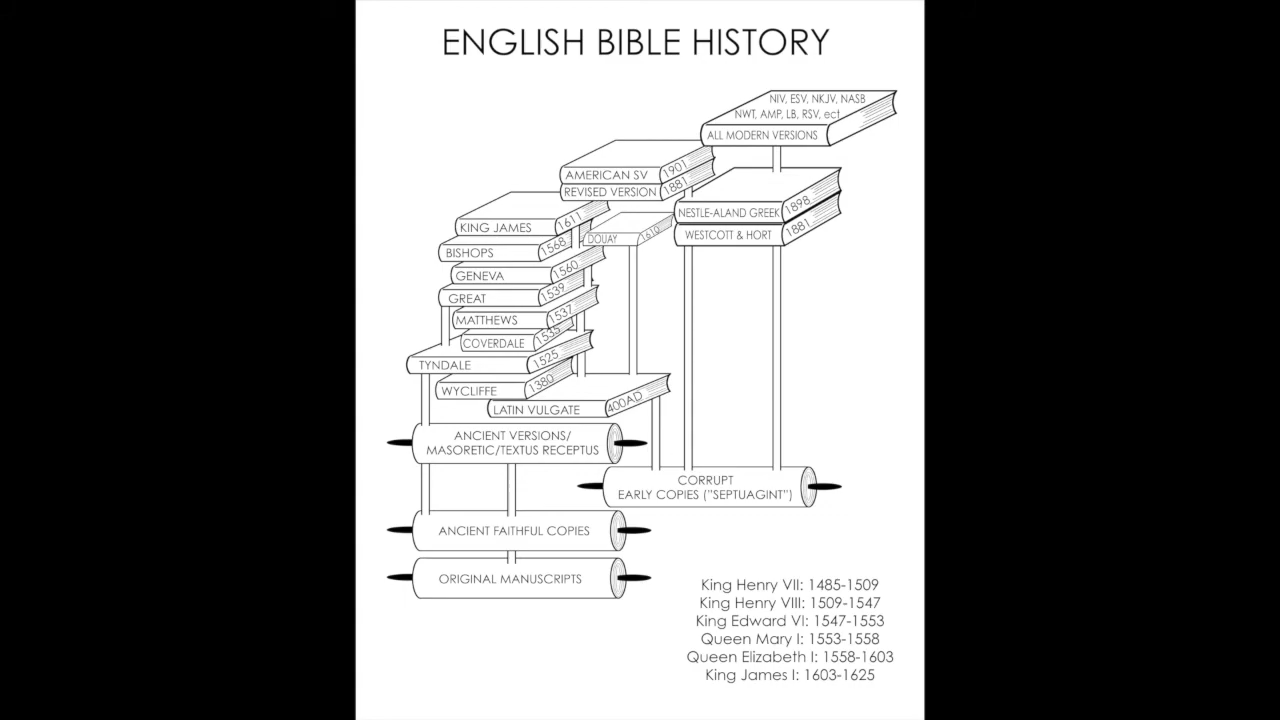 ENGLISH BIBLE HISTORY
NIV, ESV, NKJV, NASB
NWT, AMP, LB, RSV, ect
ALL MODERN VERSIONS
AMERICAN SV 1901
REVISED VERSION 1881
NESTLE-ALAND GREEK 1898
WESTCOTT & HORT 1881
KING JAMES 1611
DOUAY 1610
BISHOPS 1568
GENEVA 1560
GREAT 1539
MATTHEWS 1537
COVERDALE 1535
TYNDALE 1525
WYCLIFFE 1380
LATIN VULGATE 400AD
ANCIENT VERSIONS/
MASORETIC/TEXTUS RECEPTUS
CORRUPT
EARLY COPIES ("SEPTUAGINT")
ANCIENT FAITHFUL COPIES
ORIGINAL MANUSCRIPTS
King Henry VII: 1485-1509
King Henry VIII: 1509-1547
King Edward VI: 1547-1553
Queen Mary I: 1553-1558
Queen Elizabeth I: 1558-1603
King James I: 1603-1625